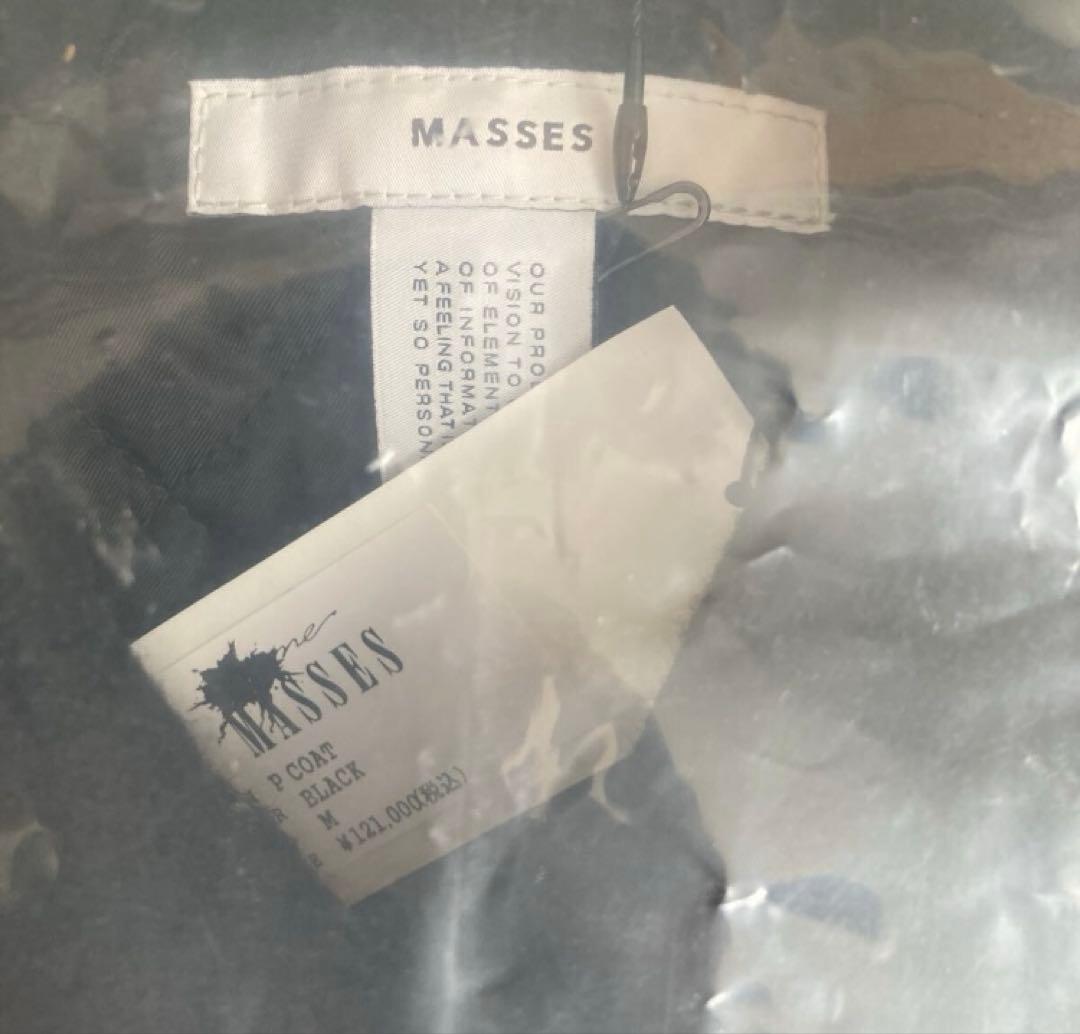 MASSES
OUR PRO
VISION TO
OF ELEMENT
OF INFORMAT
A FEELING THAT
YET SO PERSON
MASSES
P COAT
R BLACK
M
¥121,000(税込)